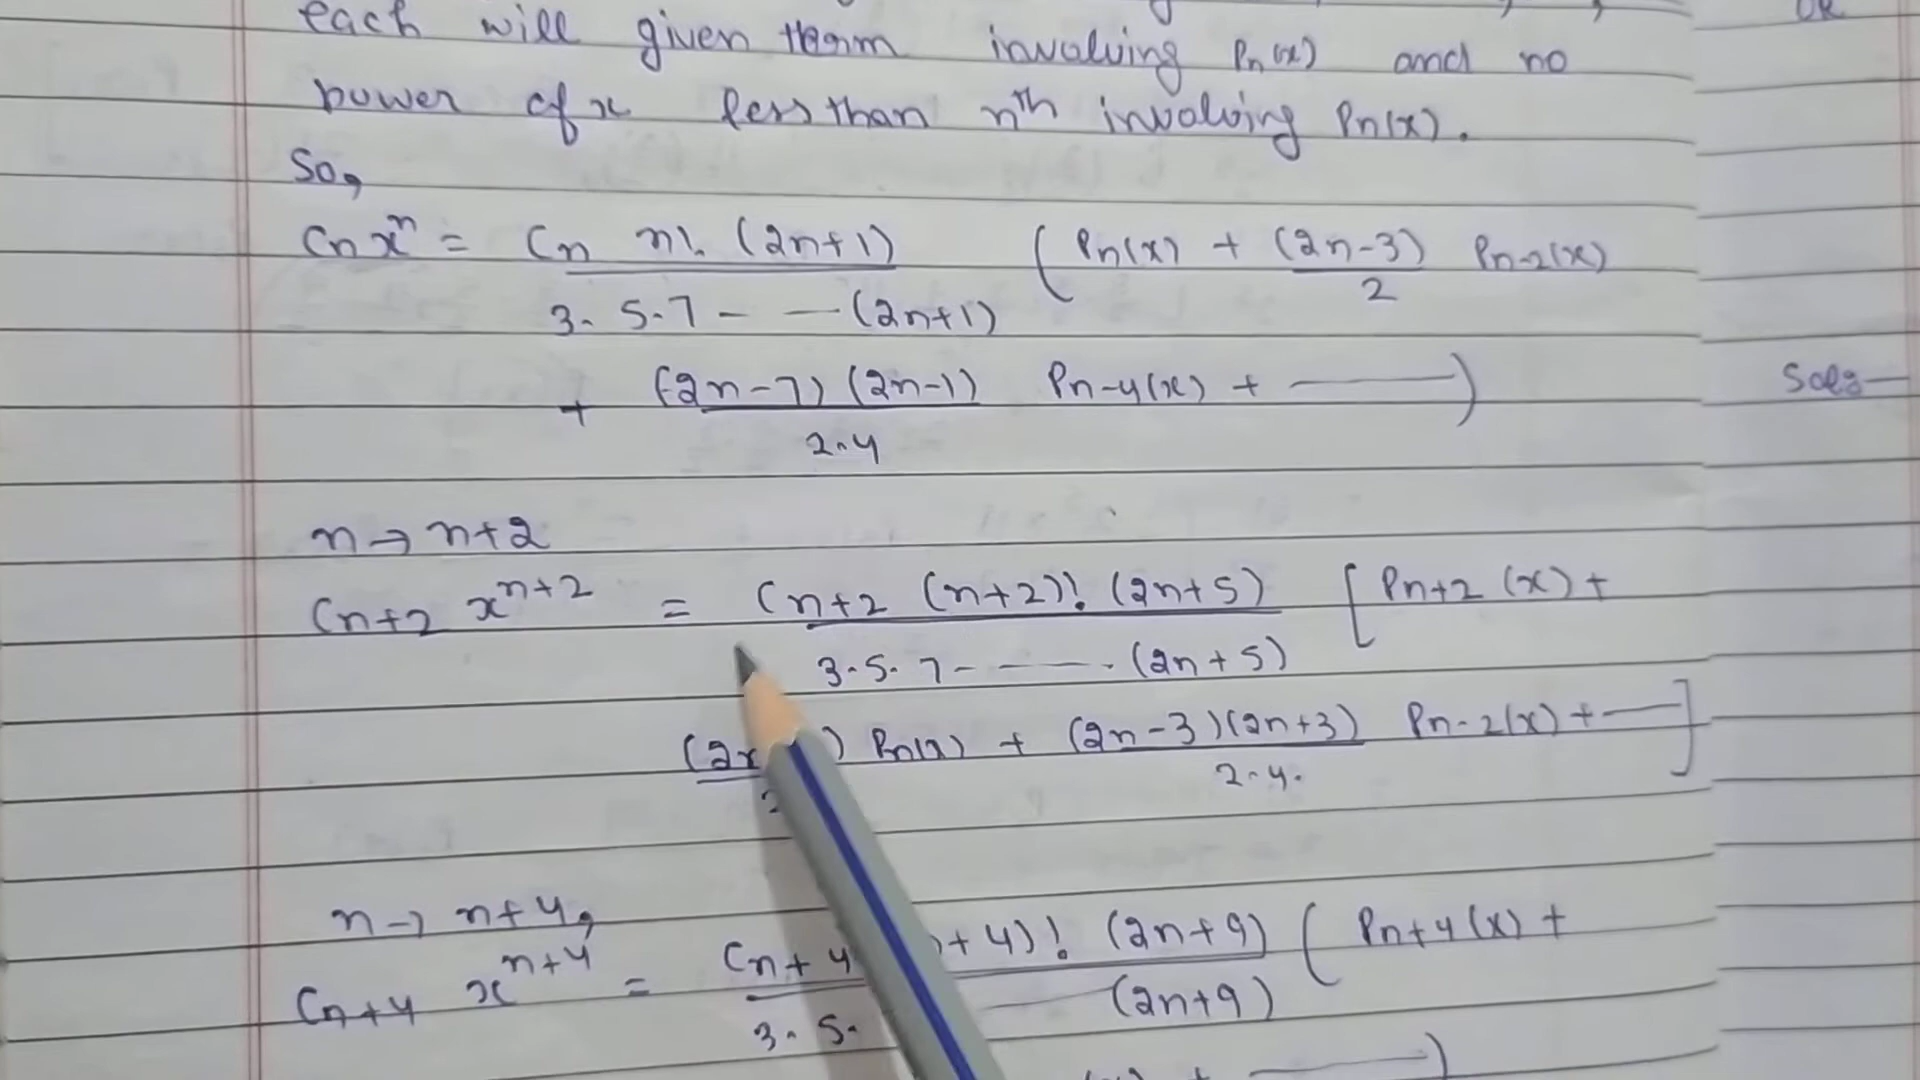 OR
each will given term involving Pn(x) and no
power of x less than nth involving Pn(x).
So,
Cn x^n = Cn n! (2n+1) / 3. 5. 7 - - (2n+1) ( Pn(x) + (2n-3) / 2 Pn-2(x)
+ (2n-7) (2n-1) / 2.4 Pn-4(x) + —— )
Soln
n → n+2
Cn+2 x^n+2 = Cn+2 (n+2)! (2n+5) / 3. 5. 7 - - - . (2n+5) [ Pn+2 (x) +
(2n ) Pn(x) + (2n-3)(2n+3) / 2.4. Pn-2(x) + — ]
n → n+4,
Cn+4 x^n+4 = Cn+4 +4)! (2n+9) / 3. 5. (2n+9) ( Pn+4(x) +
+ —— )